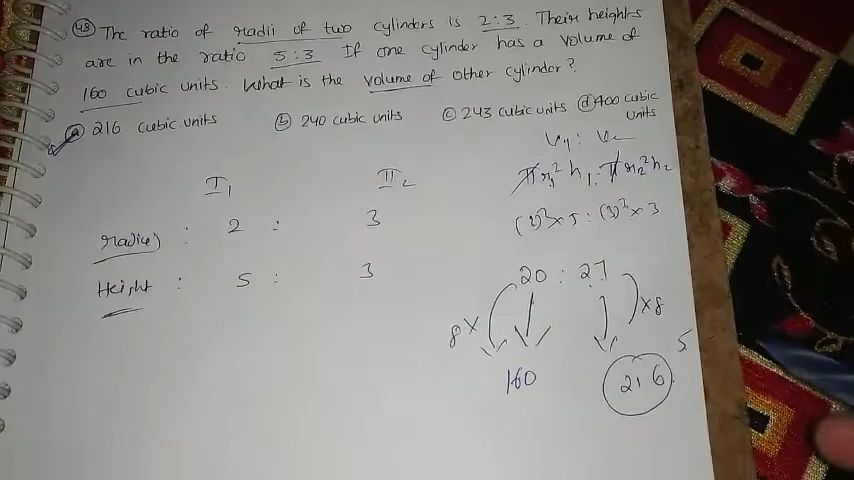 48 The ratio of radii of two cylinders is 2:3. Their heights
are in the ratio 5:3 If one cylinder has a volume of
160 cubic units. What is the volume of other cylinder?
a 216 cubic units b 240 cubic units c 243 cubic units d 400 cubic units
V1 : V2
I1 II2
πr1²h1 : πr2²h2
radius : 2 : 3
(2)²×5 : (3)²×3
Height : 5 : 3
20 : 27
8× ×8
5
160 216